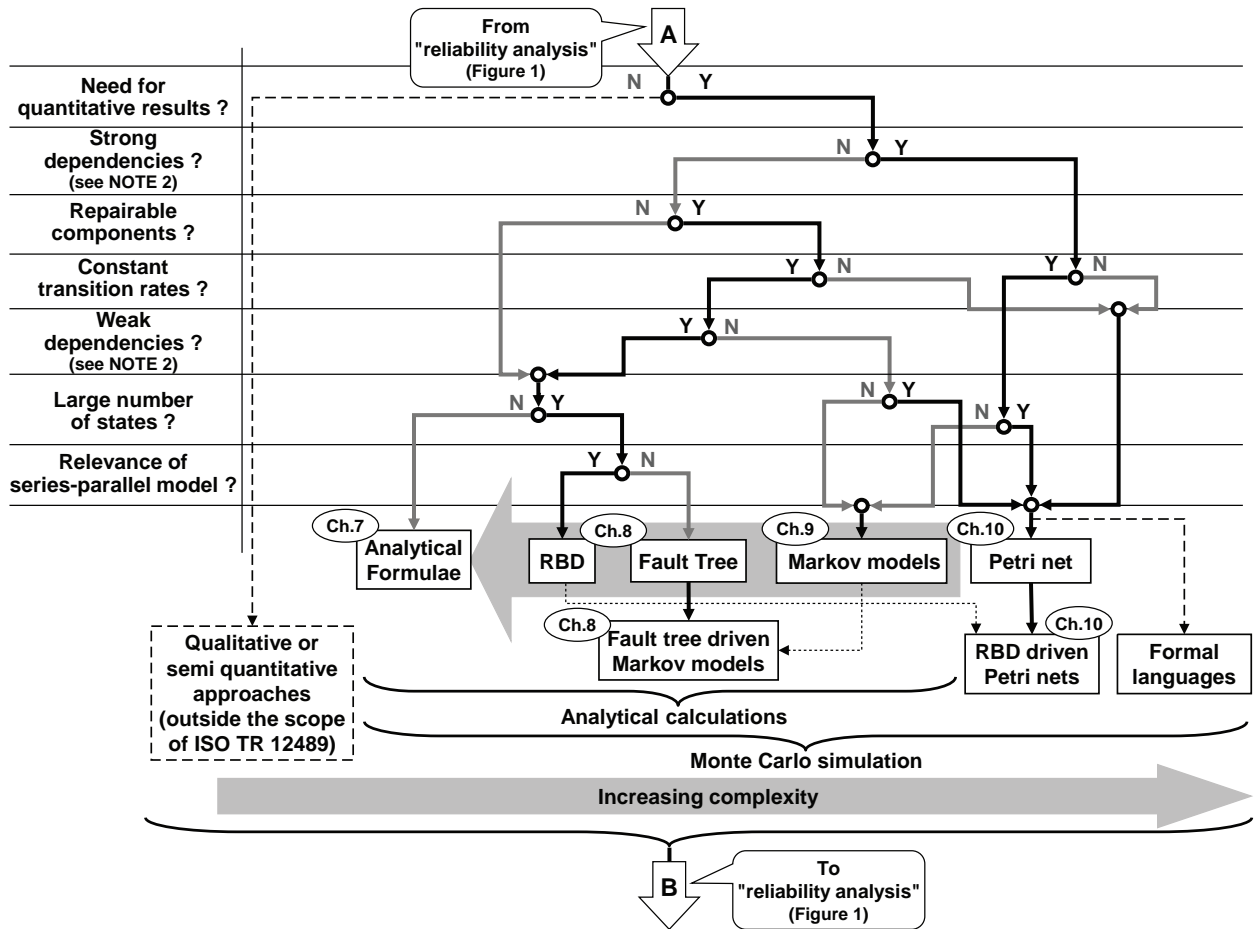 From
"reliability analysis"
(Figure 1)
A
Need for
quantitative results ?
N
Y
Strong
dependencies ?
(see NOTE 2)
N
Y
Repairable
components ?
N
Y
Constant
transition rates ?
Y
N
Y
N
Weak
dependencies ?
(see NOTE 2)
Y
N
Large number
of states ?
N
Y
N
Y
N
Y
Relevance of
series-parallel model ?
Y
N
Ch.7
Analytical
Formulae
RBD
Ch.8
Fault Tree
Ch.9
Markov models
Ch.10
Petri net
Ch.8
Fault tree driven
Markov models
Ch.10
RBD driven
Petri nets
Formal
languages
Qualitative or
semi quantitative
approaches
(outside the scope
of ISO TR 12489)
Analytical calculations
Monte Carlo simulation
Increasing complexity
B
To
"reliability analysis"
(Figure 1)